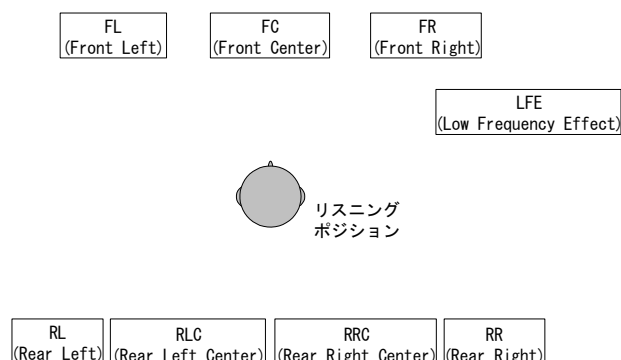 FL
(Front Left)
FC
(Front Center)
FR
(Front Right)
LFE
(Low Frequency Effect)
リスニング
ポジション
RL
(Rear Left)
RLC
(Rear Left Center)
RRC
(Rear Right Center)
RR
(Rear Right)